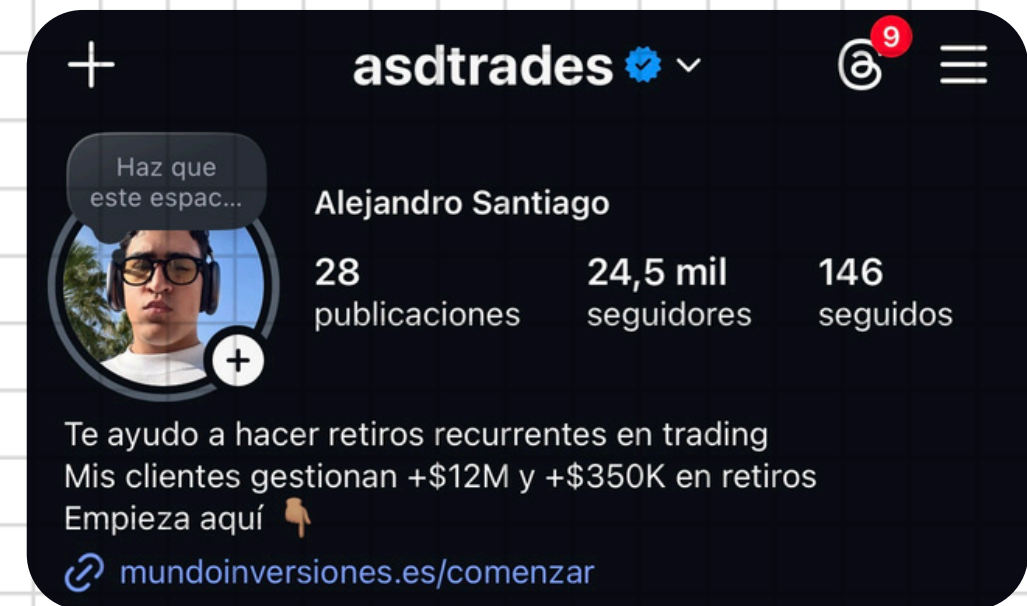 asdtrades
9
Haz que
este espac...
Alejandro Santiago
28 24,5 mil 146
publicaciones seguidores seguidos
Te ayudo a hacer retiros recurrentes en trading
Mis clientes gestionan +$12M y +$350K en retiros
Empieza aquí 👇🏽
mundoinversiones.es/comenzar